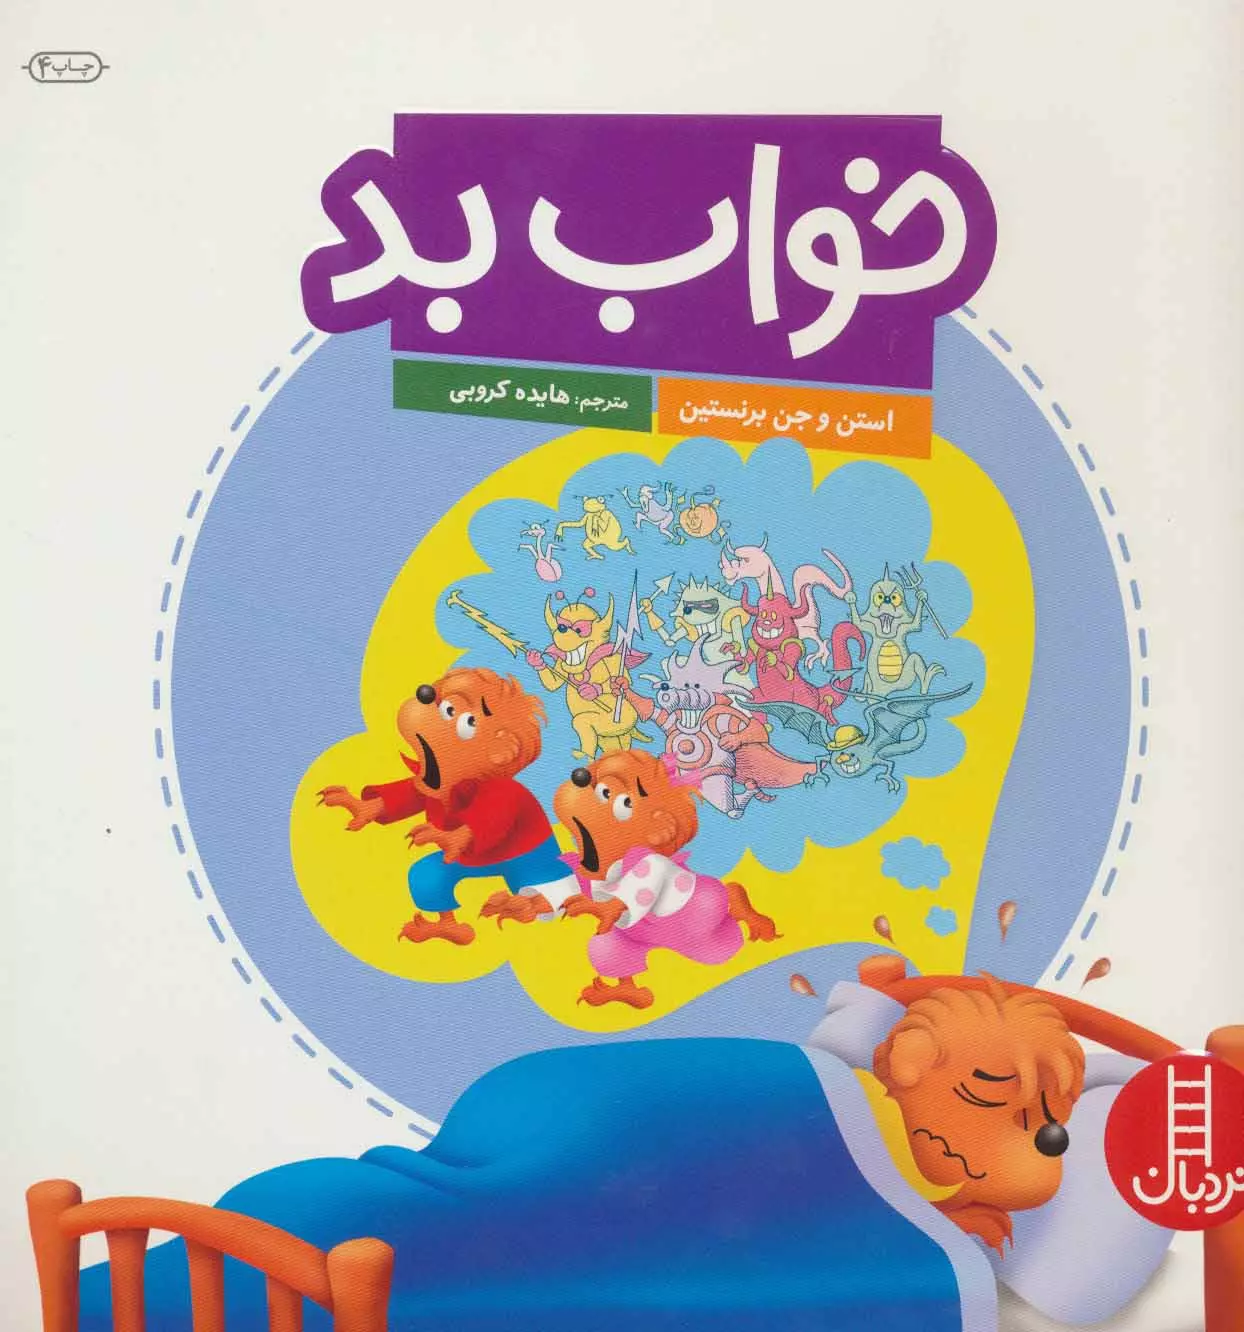 چاپ ۴
خواب بد
استن و جن برنستین
مترجم: هایده کروبی
نردبان